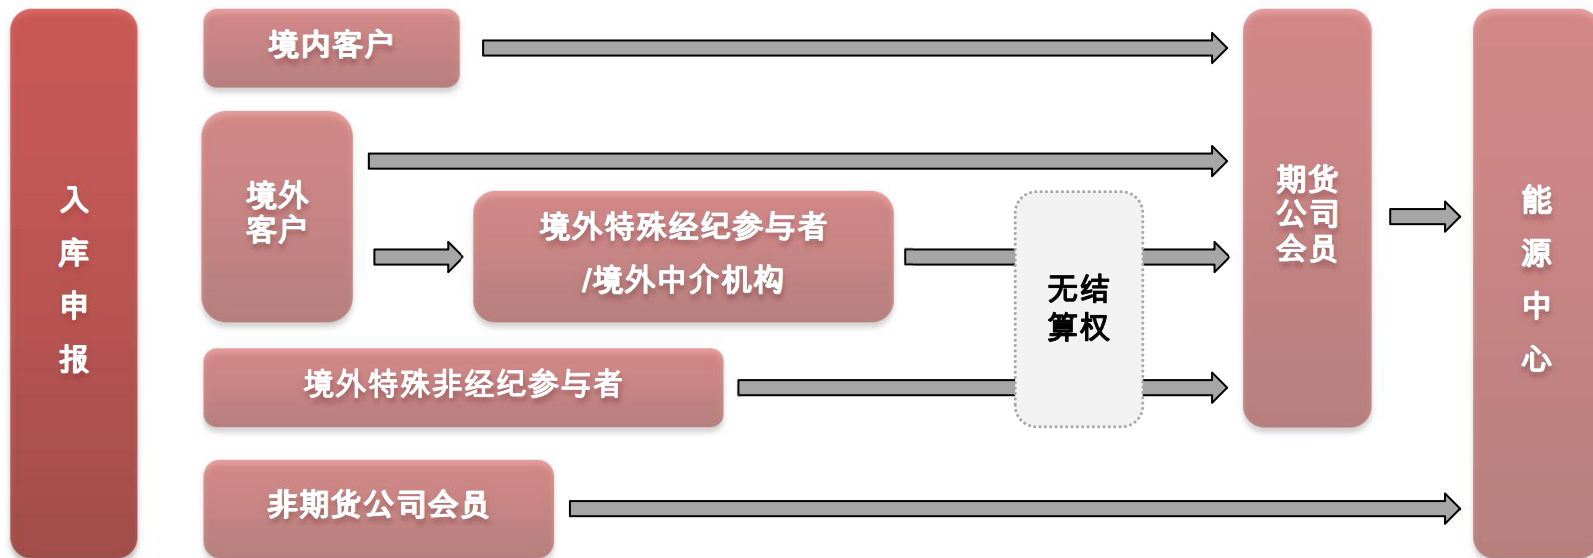 入库申报
境内客户
境外
客户
境外特殊经纪参与者
/境外中介机构
无结
算权
境外特殊非经纪参与者
非期货公司会员
期货
公司
会员
能源中心